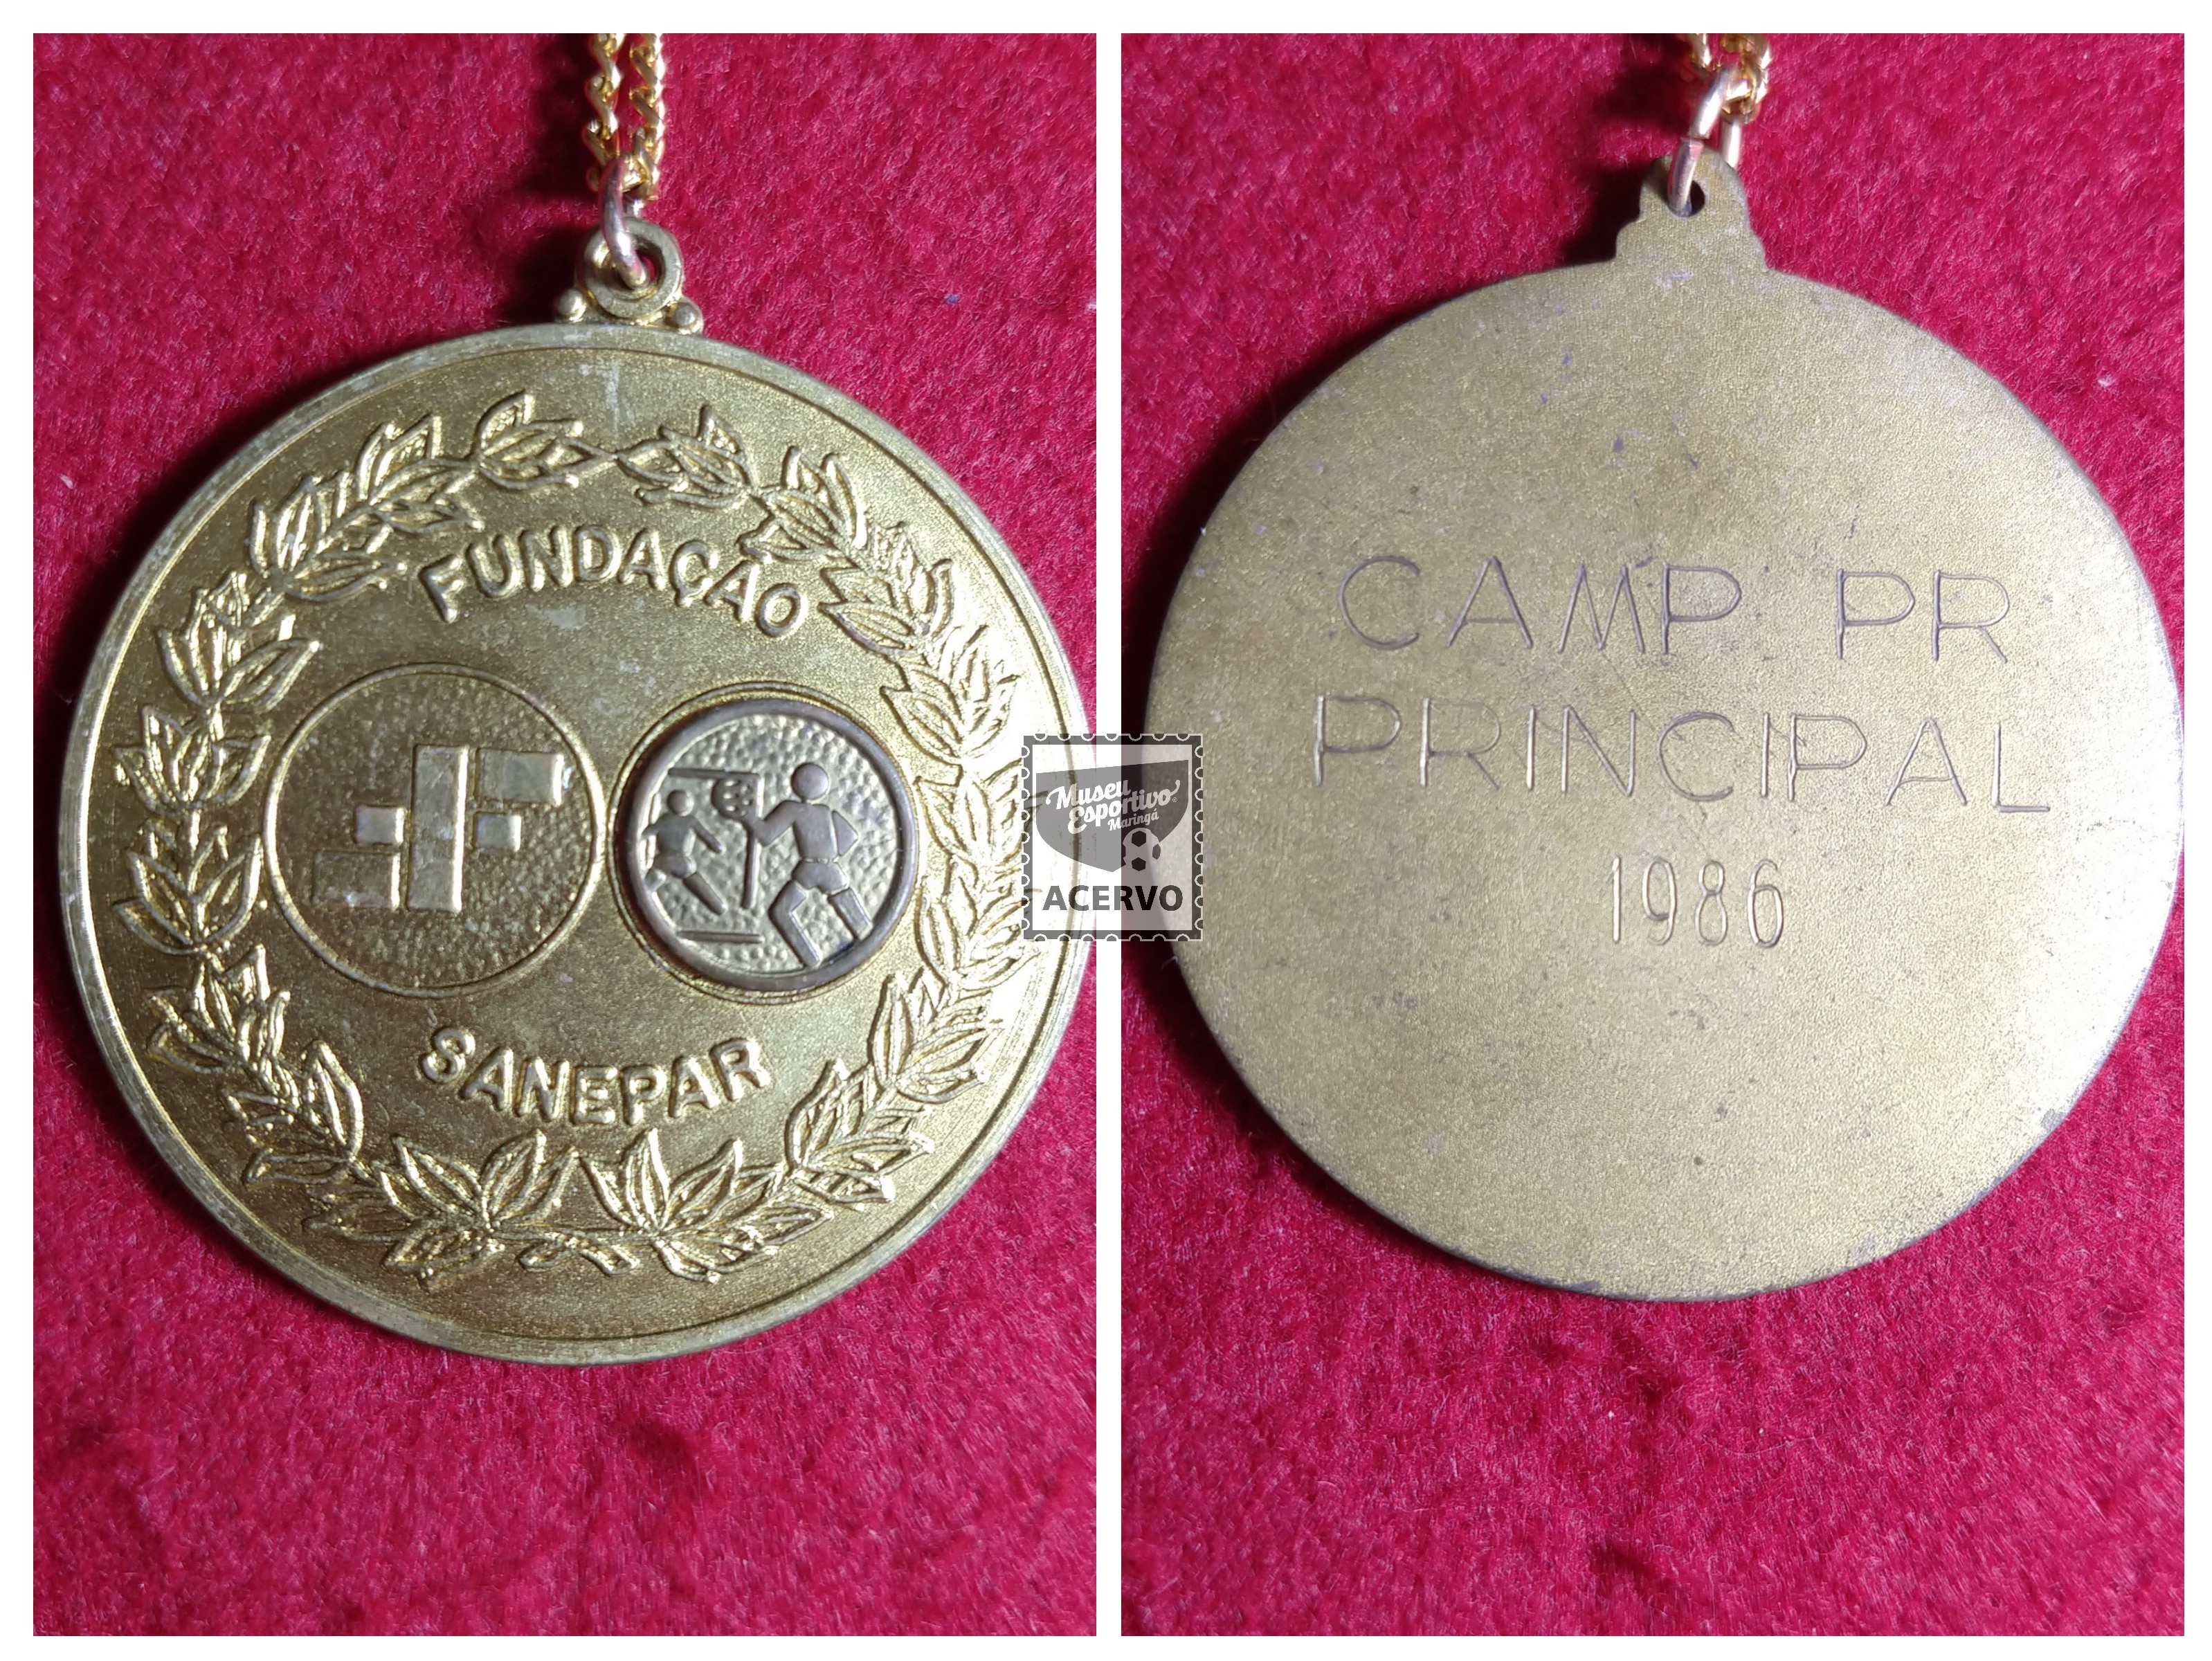 FUNDAÇÃO
SANEPAR
Museu
Esportivo
Maringá
ACERVO
CAMP PR
PRINCIPAL
1986